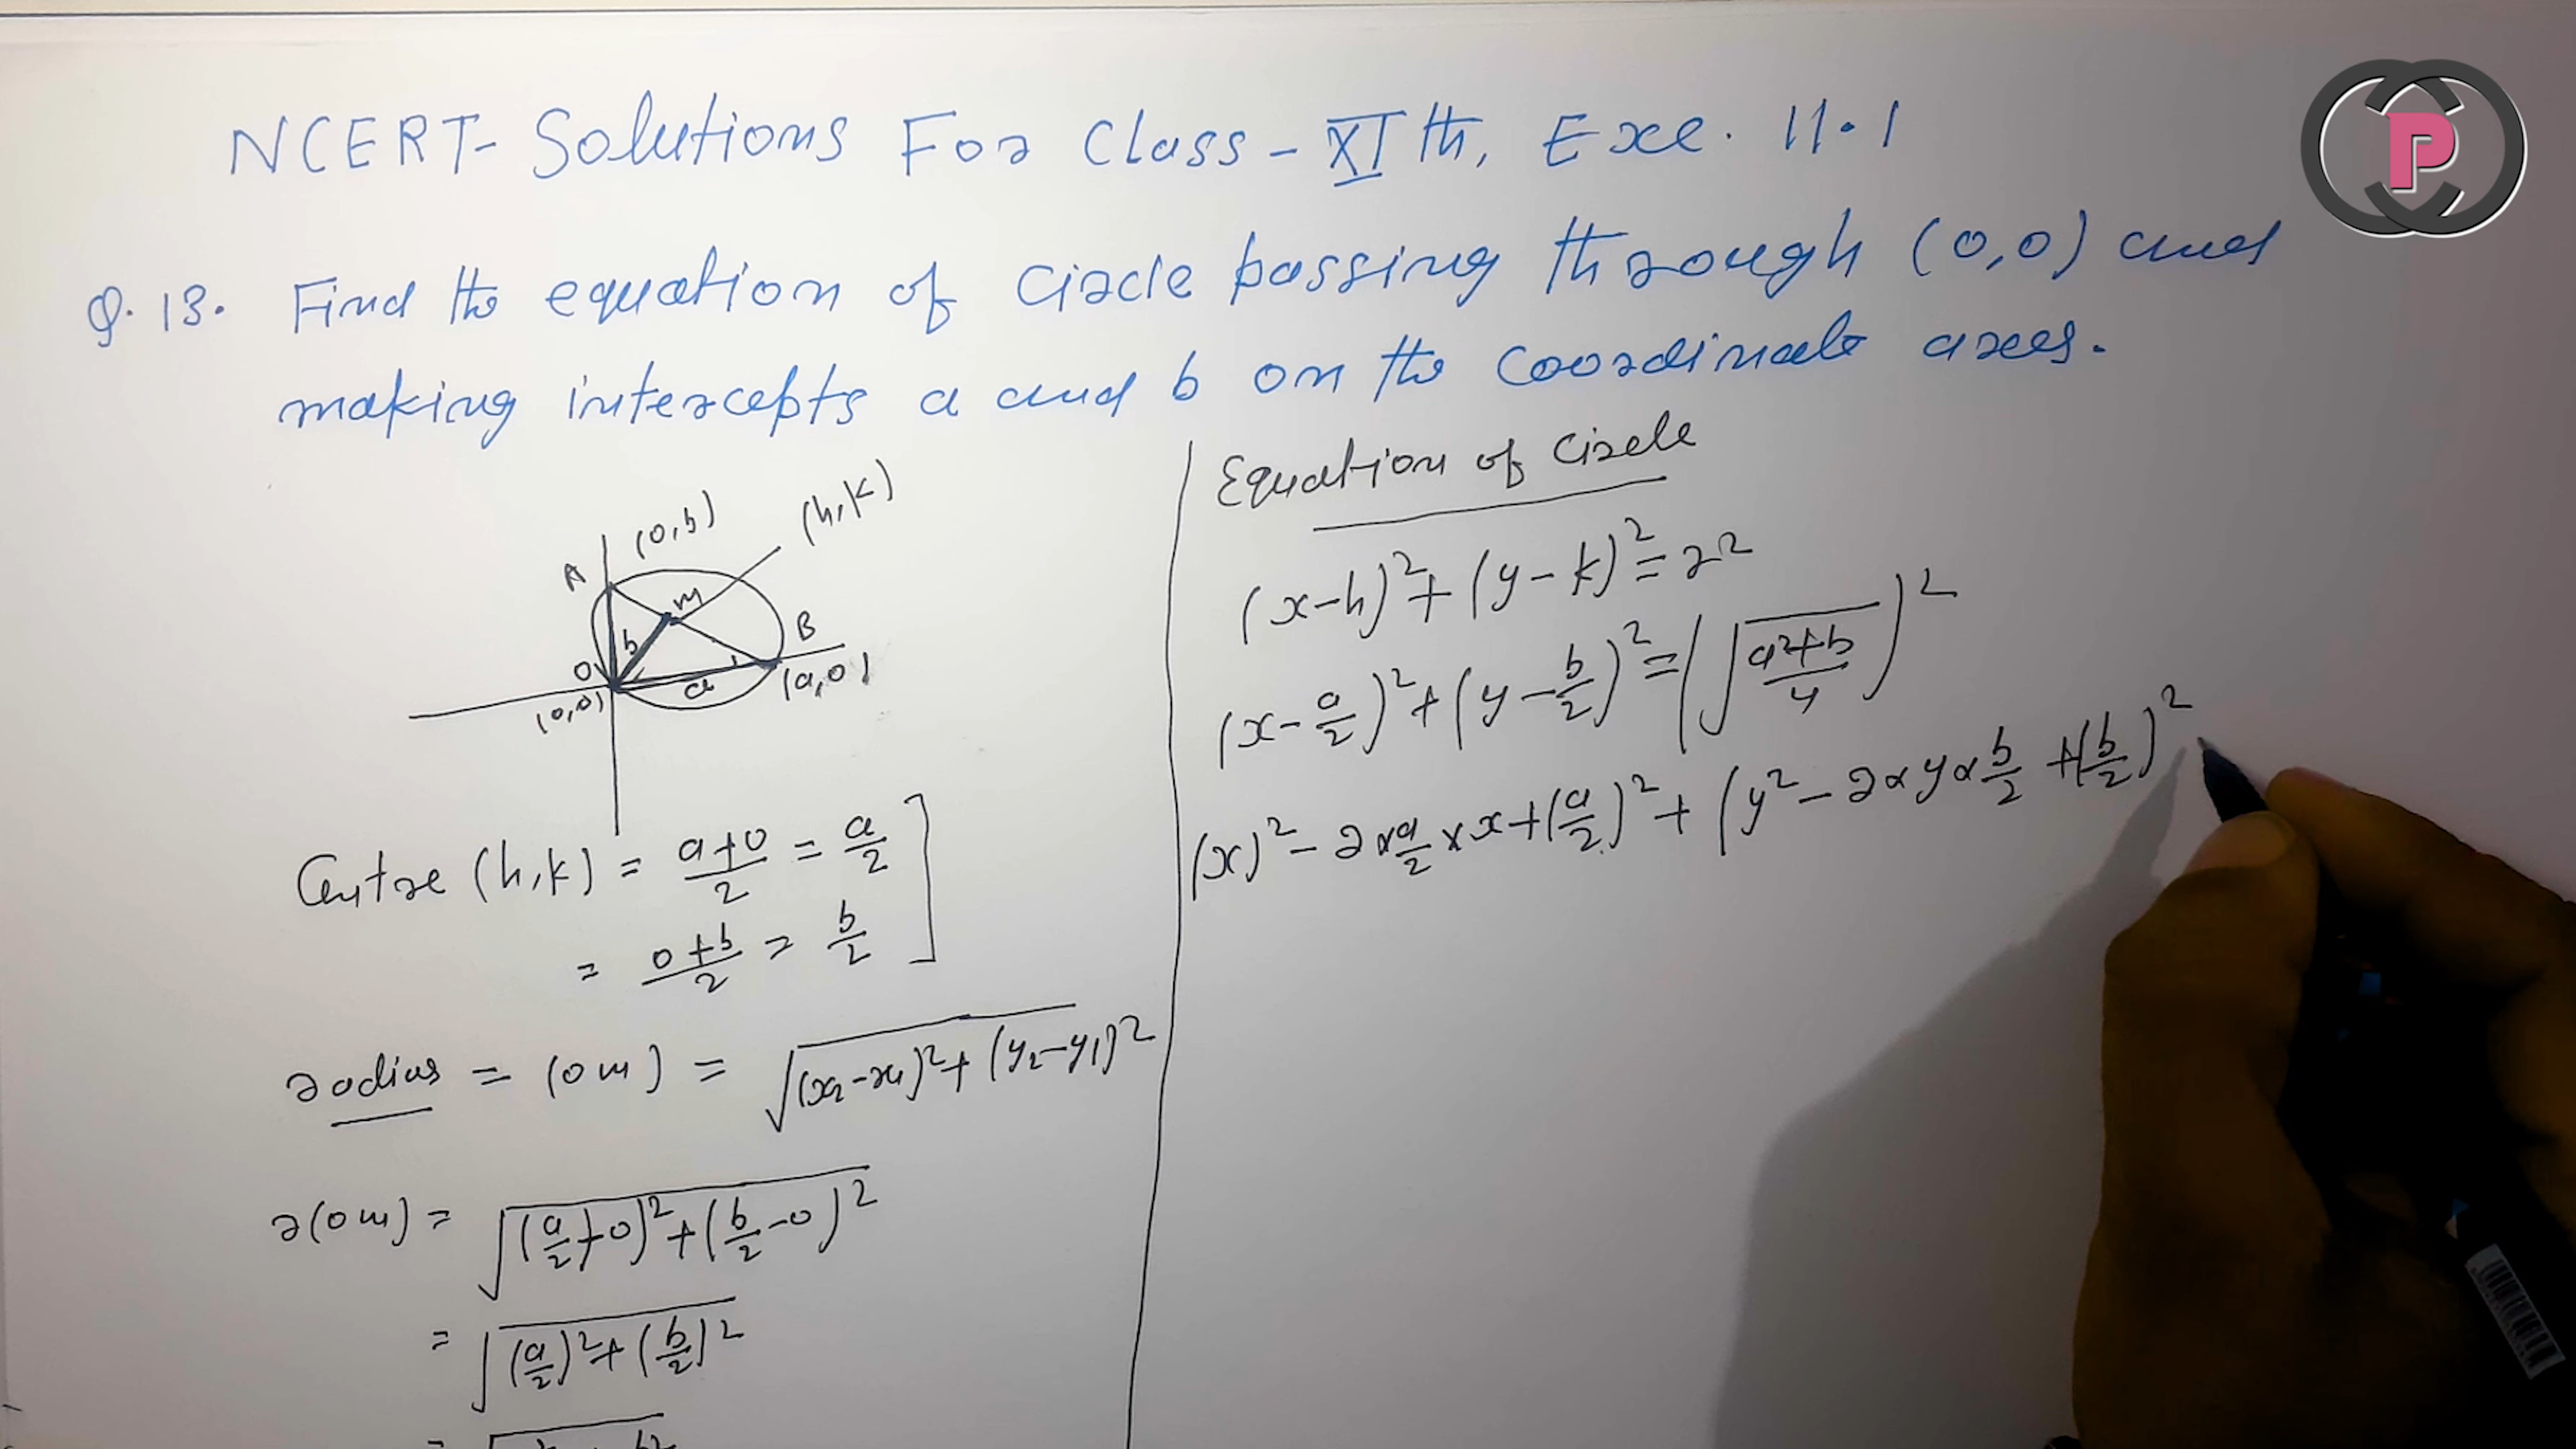 NCERT- Solutions For Class - XIth, Exe. 11.1
Q. 13. Find the equation of circle passing through (0,0) and
making intercepts a and b on the coordinate axes.
(0,b)
(h,k)
A
M
B
b
O
a
(a,0)
(0,0)
Centre (h,k) = a+0/2 = a/2
= 0+b/2 = b/2
radius = (OM) = √(x2-x1)²+(y2-y1)²
r(OM) = √(a/2-0)²+(b/2-0)²
= √(a/2)²+(b/2)²
=
Equation of Circle
(x-h)²+(y-k)²=r²
(x-a/2)²+(y-b/2)²=(√a²+b/4)²
(x)²-2×a/2×x+(a/2)²+(y²-2×y×b/2+(b/2)²
P